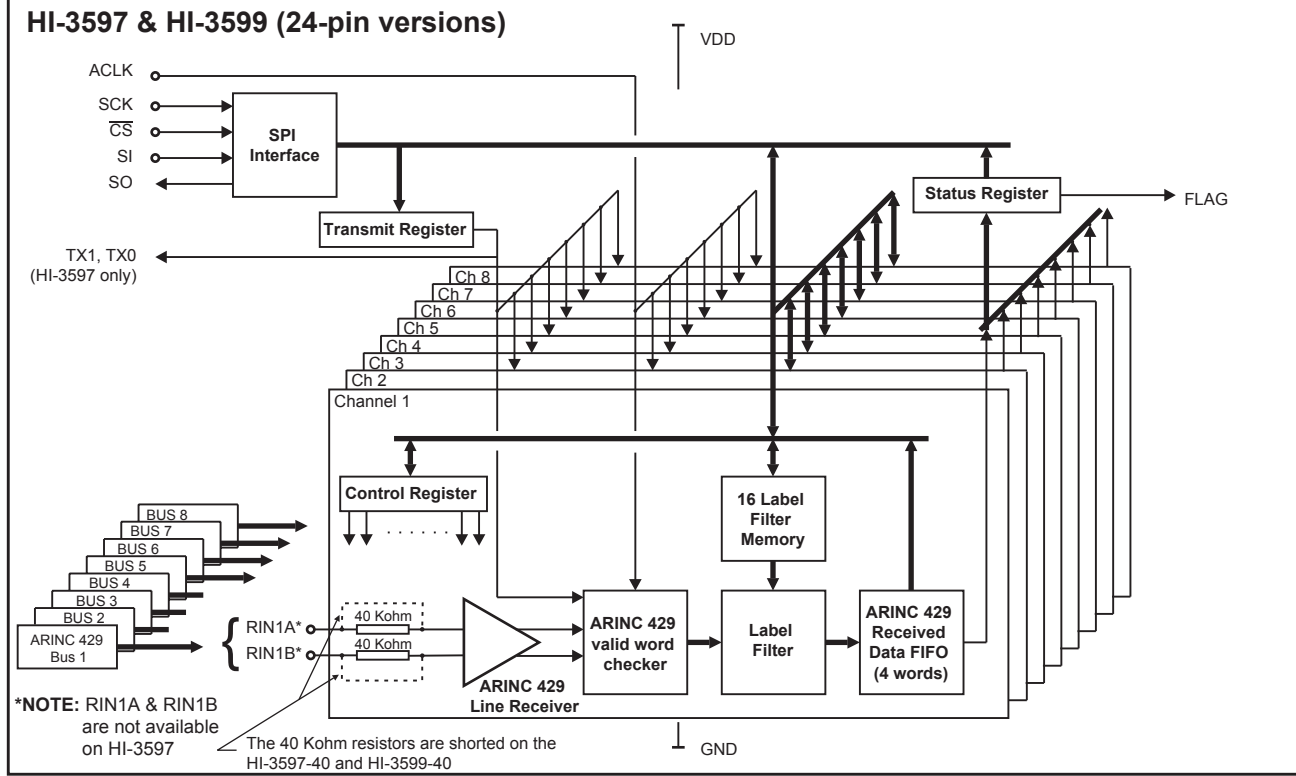 HI-3597 & HI-3599 (24-pin versions)
VDD
ACLK
SCK
CS
SI
SO
SPI
Interface
Status Register
FLAG
Transmit Register
TX1, TX0
(HI-3597 only)
Ch 8
Ch 7
Ch 6
Ch 5
Ch 4
Ch 3
Ch 2
Channel 1
Control Register
. . . . . . .
16 Label
Filter
Memory
BUS 8
BUS 7
BUS 6
BUS 5
BUS 4
BUS 3
BUS 2
ARINC 429
Bus 1
{
RIN1A*
RIN1B*
40 Kohm
40 Kohm
ARINC 429
Line Receiver
ARINC 429
valid word
checker
Label
Filter
ARINC 429
Received
Data FIFO
(4 words)
*NOTE: RIN1A & RIN1B
are not available
on HI-3597
The 40 Kohm resistors are shorted on the
HI-3597-40 and HI-3599-40
GND